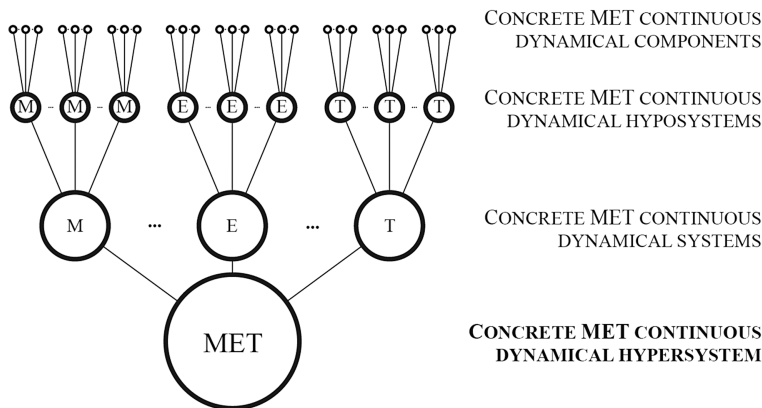 CONCRETE MET CONTINUOUS
DYNAMICAL COMPONENTS
M ... M ... M E ... E ... E T ... T ... T
CONCRETE MET CONTINUOUS
DYNAMICAL HYPOSYSTEMS
M ... E ... T
CONCRETE MET CONTINUOUS
DYNAMICAL SYSTEMS
MET
CONCRETE MET CONTINUOUS
DYNAMICAL HYPERSYSTEM